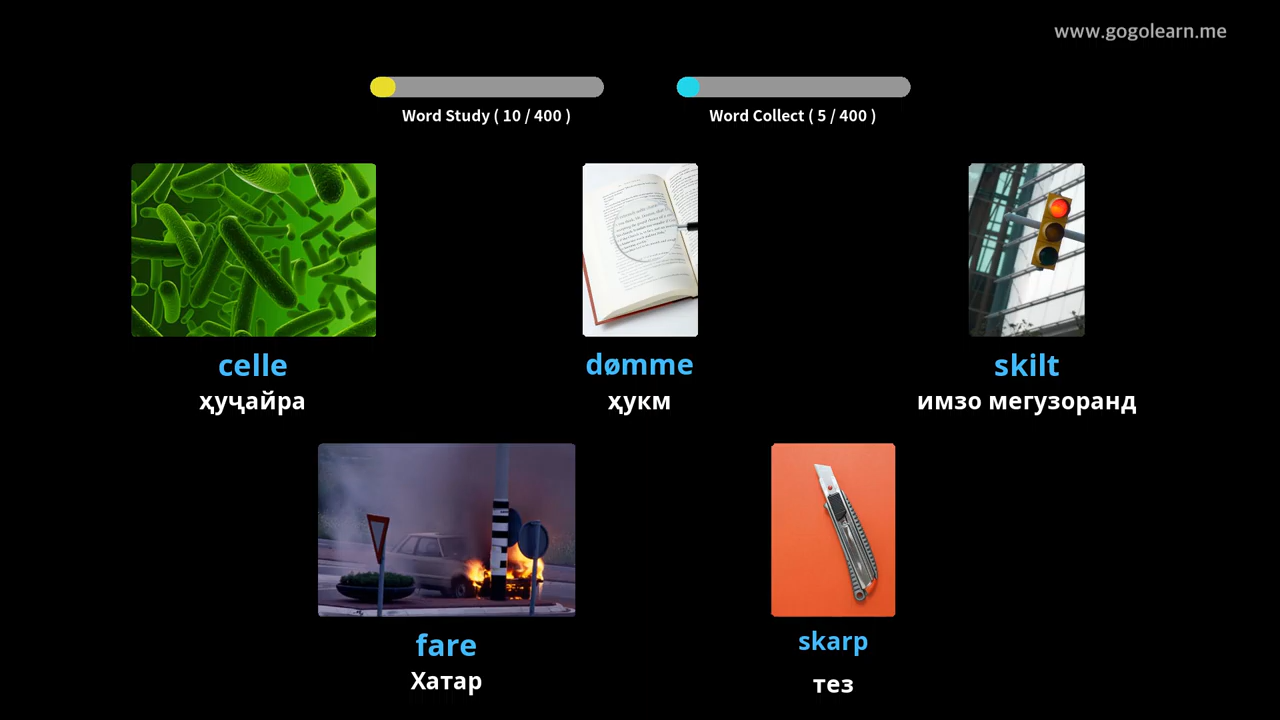 www.gogolearn.me
Word Study ( 10 / 400 )
Word Collect ( 5 / 400 )
celle
ҳуҷайра
dømme
ҳукм
skilt
имзо мегузоранд
fare
Хатар
skarp
тез